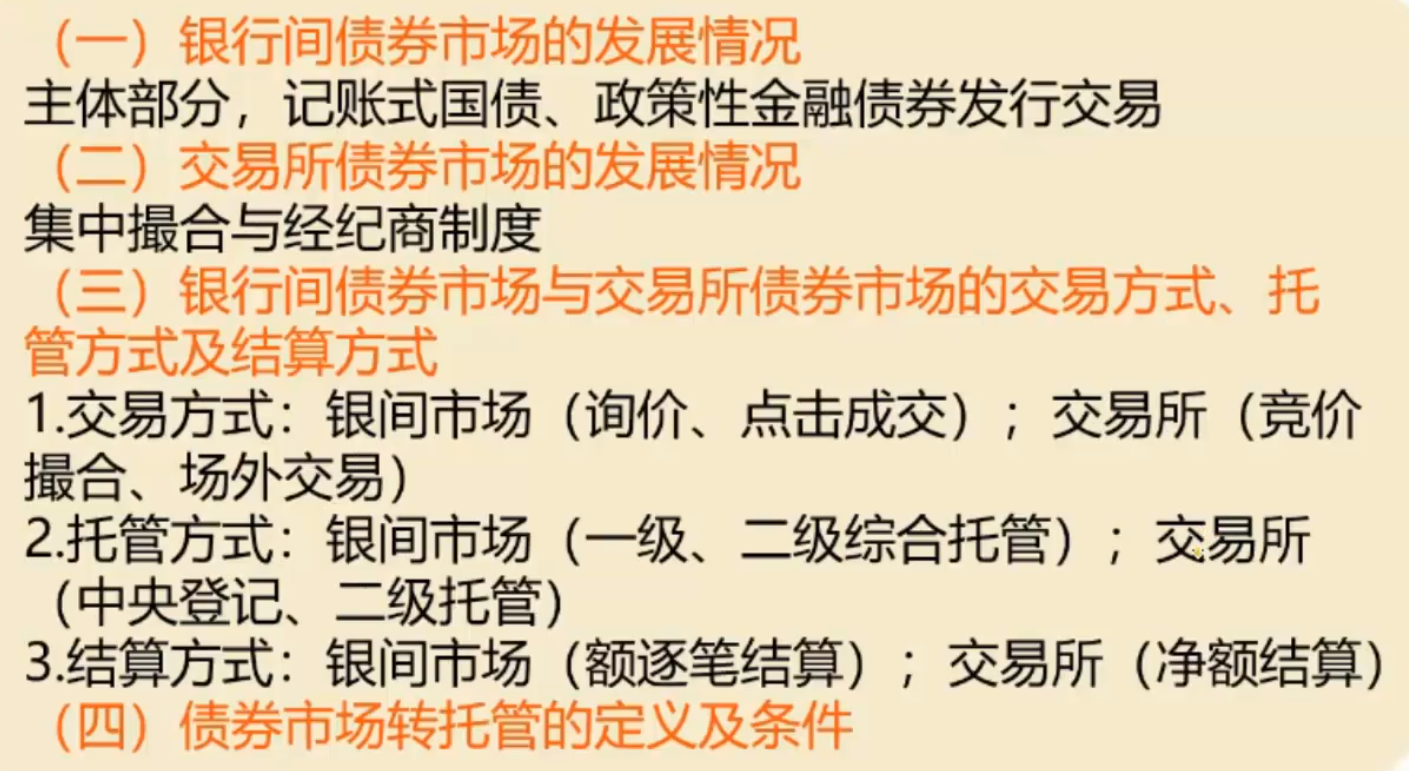 （一）银行间债券市场的发展情况
主体部分，记账式国债、政策性金融债券发行交易
（二）交易所债券市场的发展情况
集中撮合与经纪商制度
（三）银行间债券市场与交易所债券市场的交易方式、托
管方式及结算方式
1.交易方式：银间市场（询价、点击成交）；交易所（竞价
撮合、场外交易）
2.托管方式：银间市场（一级、二级综合托管）；交易所
（中央登记、二级托管）
3.结算方式：银间市场（额逐笔结算）；交易所（净额结算）
（四）债券市场转托管的定义及条件